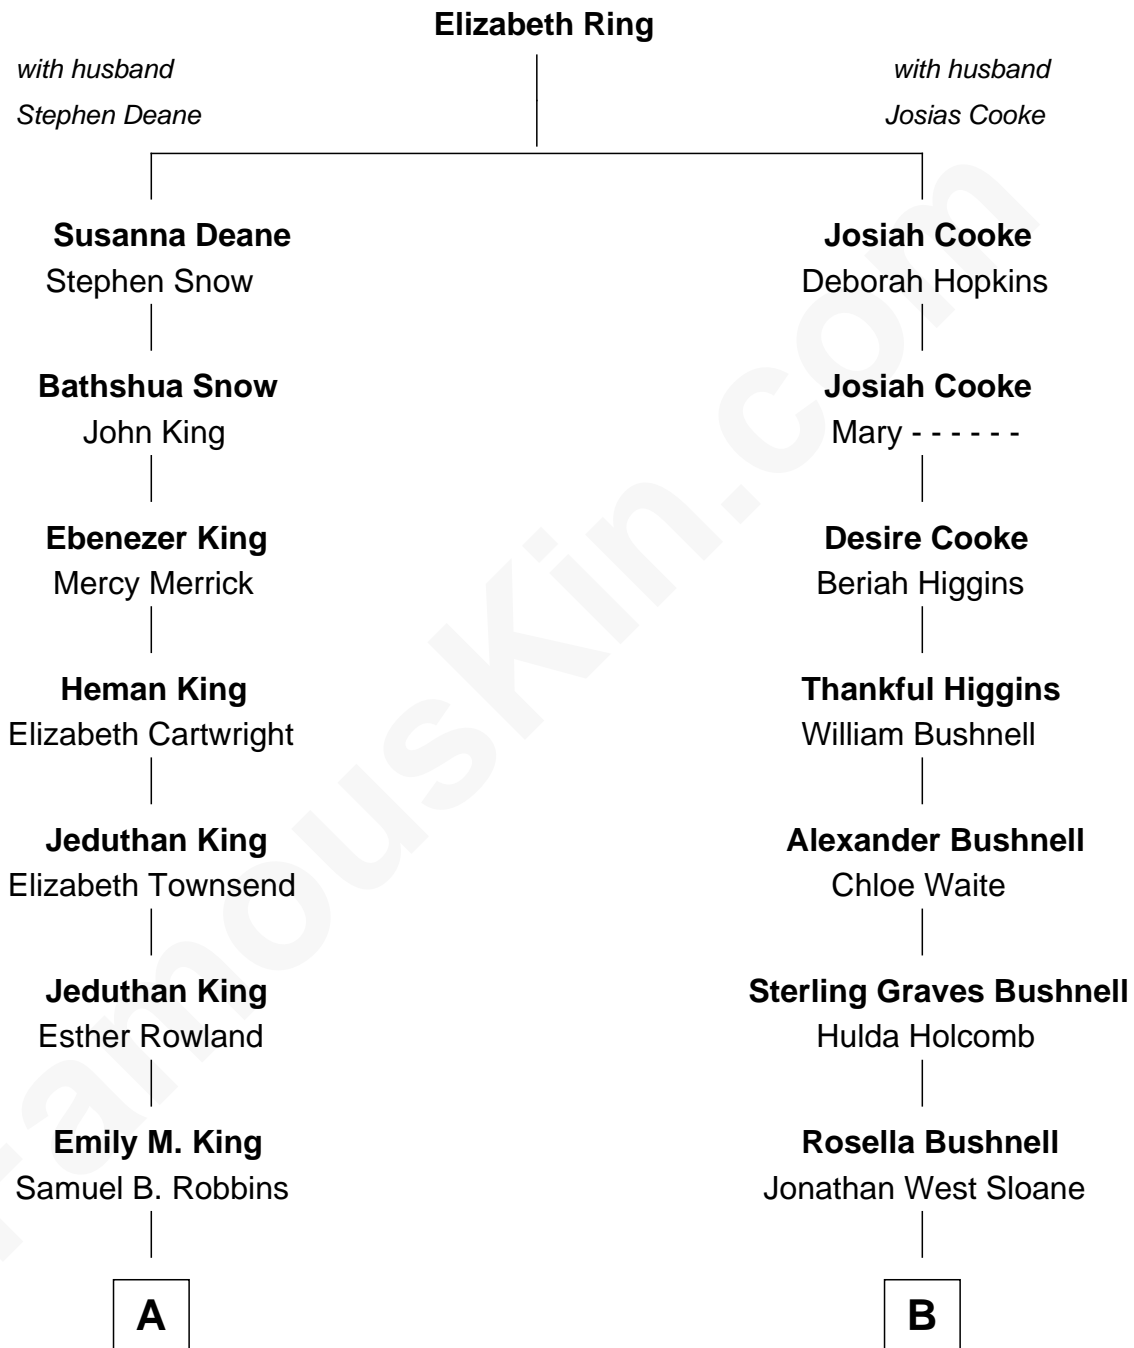 Elizabeth Ring
with husband
Stephen Deane
with husband
Josias Cooke
Susanna Deane
Stephen Snow
Josiah Cooke
Deborah Hopkins
Bathshua Snow
John King
Josiah Cooke
Mary - - - - - -
Ebenezer King
Mercy Merrick
Desire Cooke
Beriah Higgins
Heman King
Elizabeth Cartwright
Thankful Higgins
William Bushnell
Jeduthan King
Elizabeth Townsend
Alexander Bushnell
Chloe Waite
Jeduthan King
Esther Rowland
Sterling Graves Bushnell
Hulda Holcomb
Emily M. King
Samuel B. Robbins
Rosella Bushnell
Jonathan West Sloane
A
B
FamousKin.com